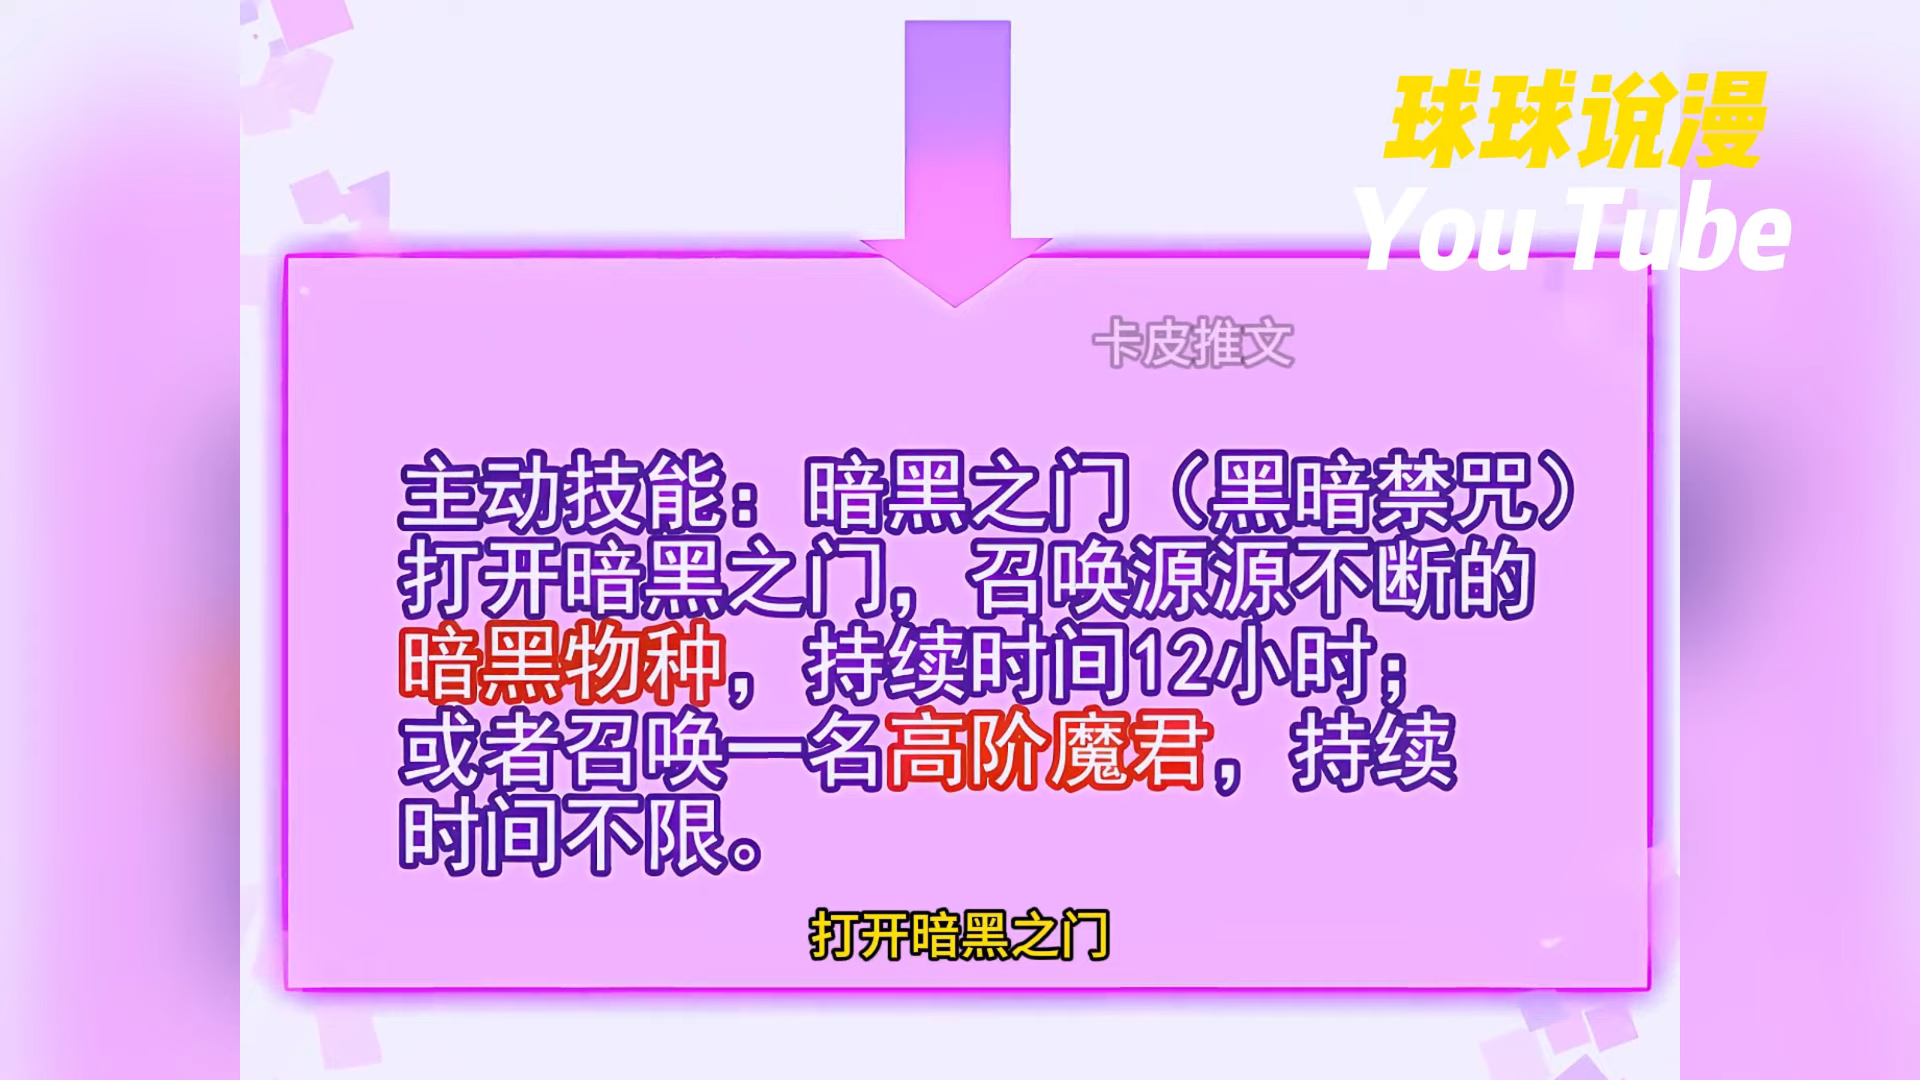 球球说漫
YouTube
卡皮推文
主动技能：暗黑之门（黑暗禁咒）
打开暗黑之门，召唤源源不断的
暗黑物种，持续时间12小时；
或者召唤一名高阶魔君，持续
时间不限。
打开暗黑之门